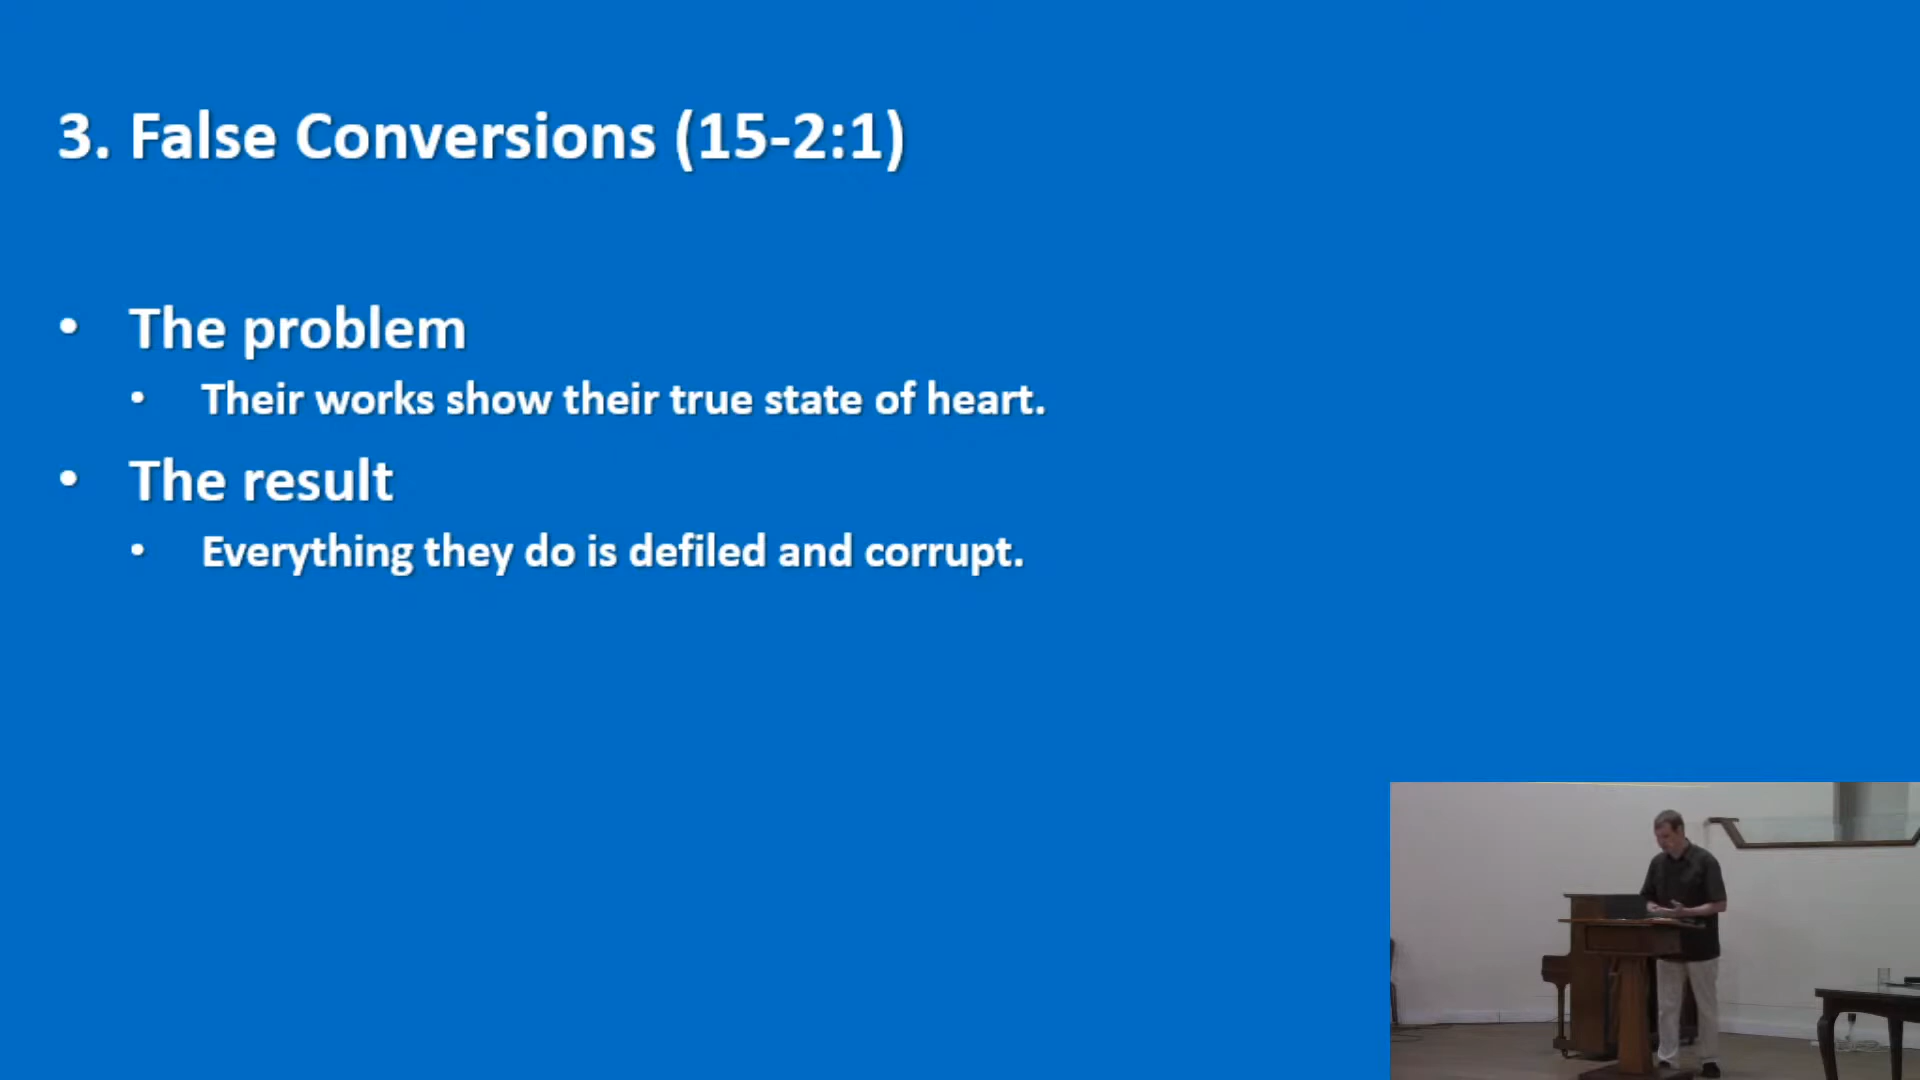 3. False Conversions (15-2:1)
• The problem
• Their works show their true state of heart.
• The result
• Everything they do is defiled and corrupt.